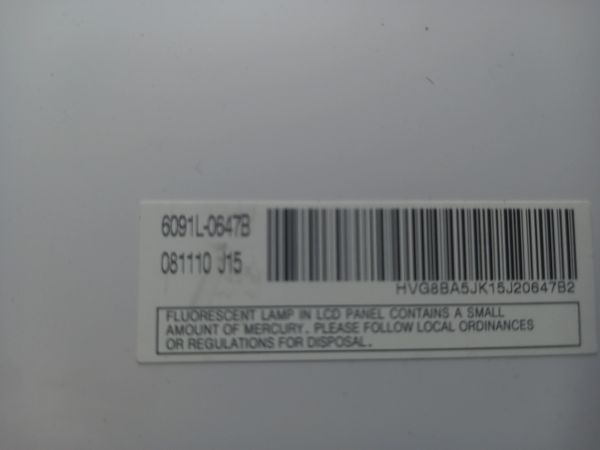 6091L-0647B
081110 J15
HVG8BA5JK15J20647B2
FLUORESCENT LAMP IN LCD PANEL CONTAINS A SMALL
AMOUNT OF MERCURY. PLEASE FOLLOW LOCAL ORDINANCES
OR REGULATIONS FOR DISPOSAL.